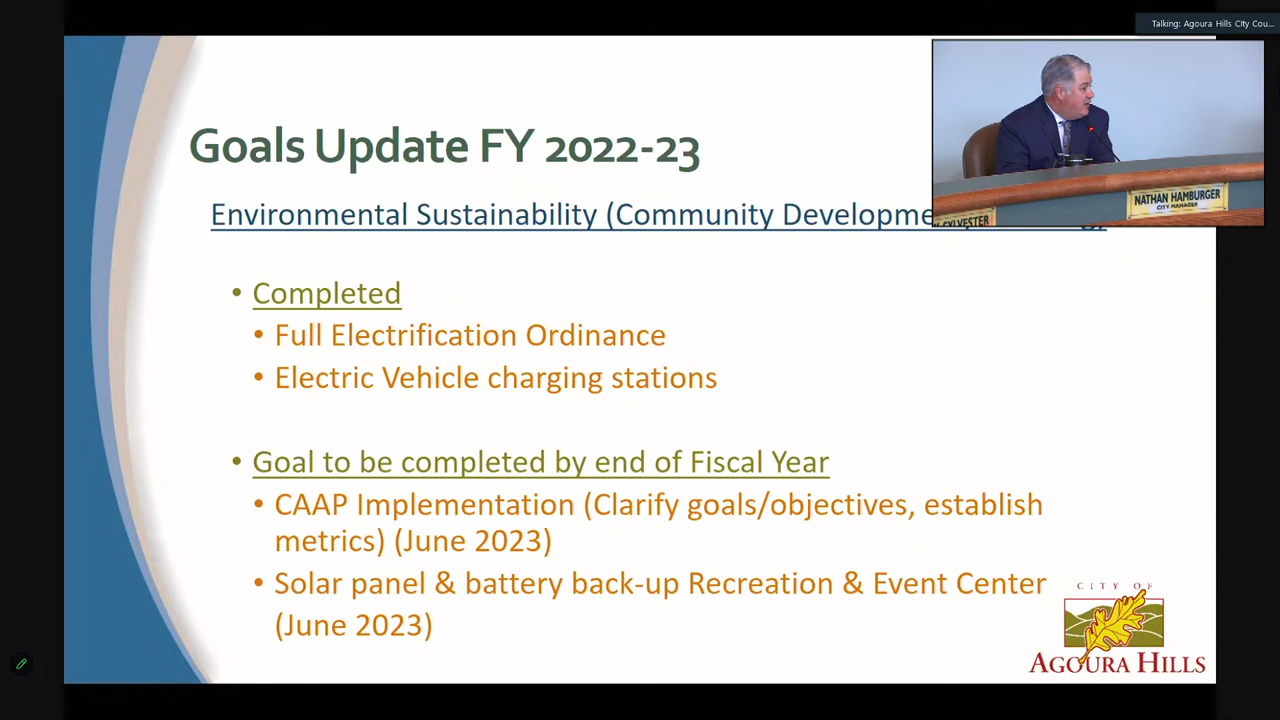 Talking: Agoura Hills City Cou...
Goals Update FY 2022-23
NATHAN HAMBURGER
CITY MANAGER
SYLVESTER
Environmental Sustainability (Community Developme
• Completed
• Full Electrification Ordinance
• Electric Vehicle charging stations
• Goal to be completed by end of Fiscal Year
• CAAP Implementation (Clarify goals/objectives, establish
metrics) (June 2023)
• Solar panel & battery back-up Recreation & Event Center
(June 2023)
CITY OF
AGOURA HILLS